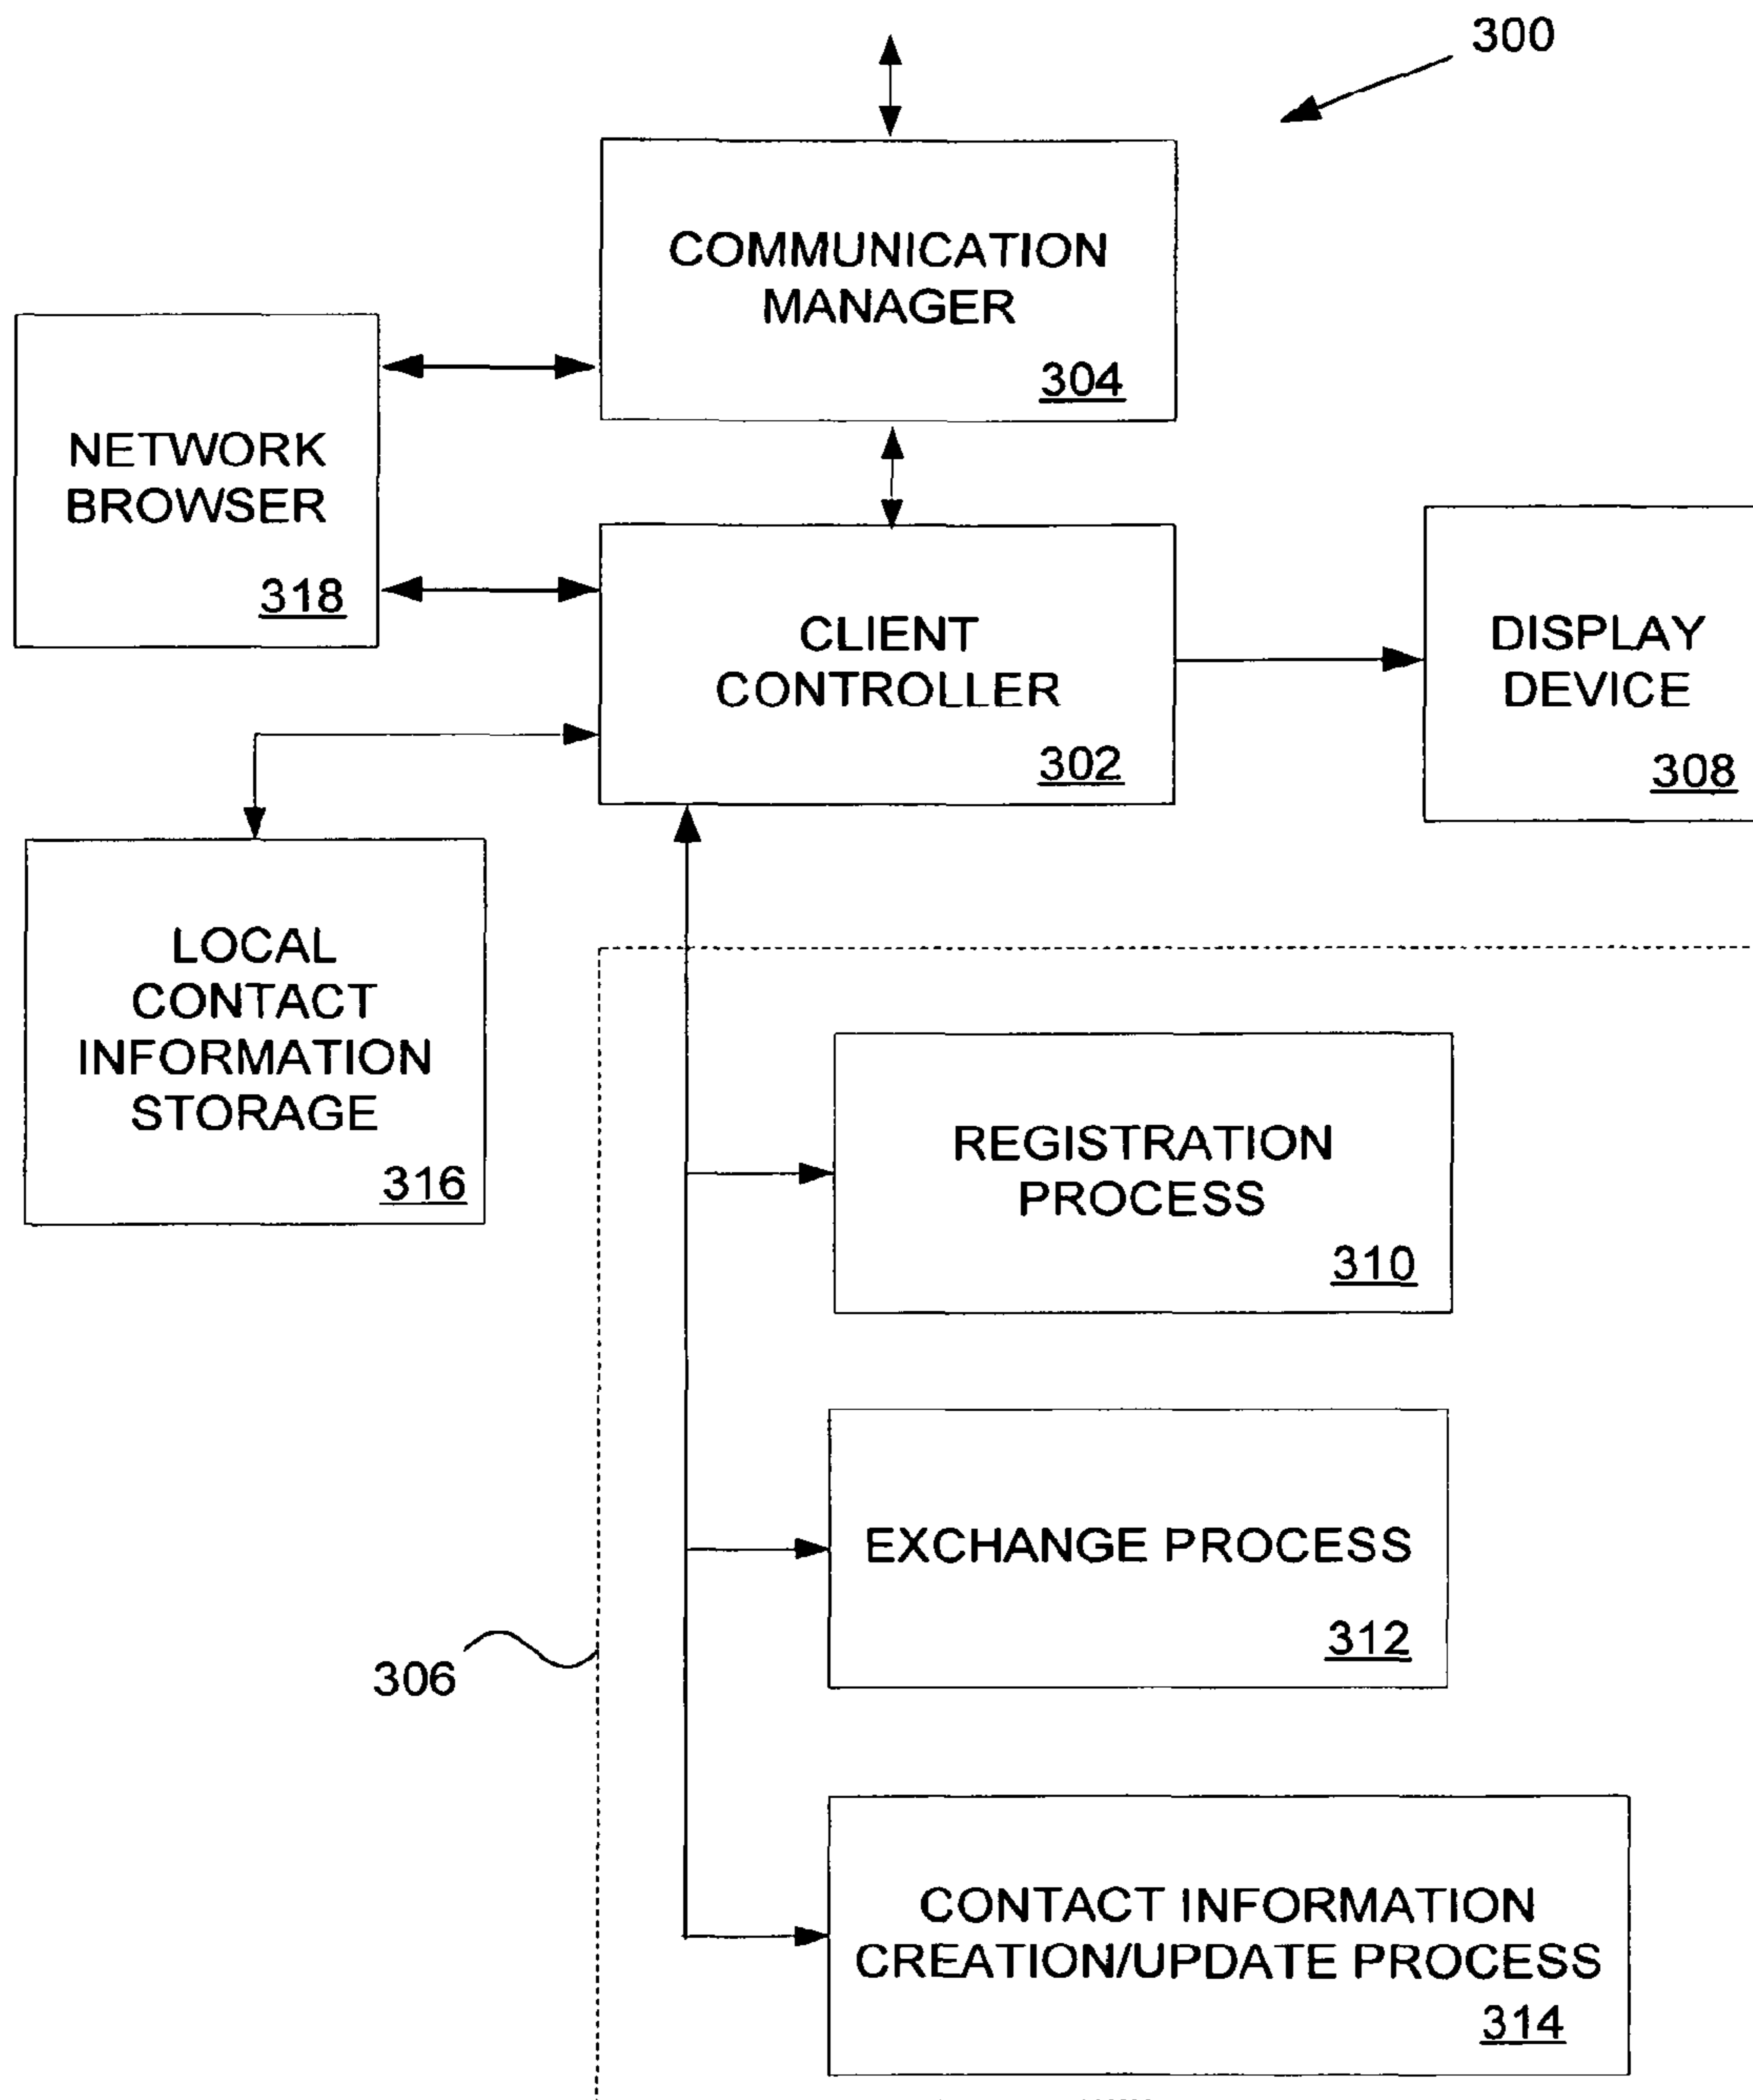 300
COMMUNICATION
MANAGER
304
NETWORK
BROWSER
318
CLIENT
CONTROLLER
302
DISPLAY
DEVICE
308
LOCAL
CONTACT
INFORMATION
STORAGE
316
REGISTRATION
PROCESS
310
EXCHANGE PROCESS
312
306
CONTACT INFORMATION
CREATION/UPDATE PROCESS
314